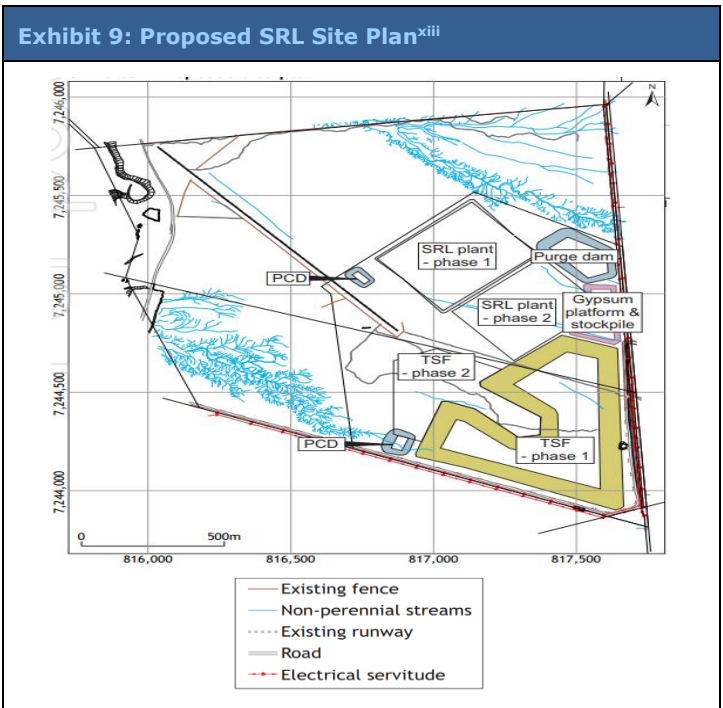 Exhibit 9: Proposed SRL Site Planxiii
N
7,246,000
7,245,500
7,245,000
7,244,500
7,244,000
SRL plant
- phase 1
Purge dam
PCD
SRL plant
- phase 2
Gypsum
platform &
stockpile
TSF
- phase 2
PCD
TSF
- phase 1
0 500m
816,000 816,500 817,000 817,500
Existing fence
Non-perennial streams
Existing runway
Road
Electrical servitude